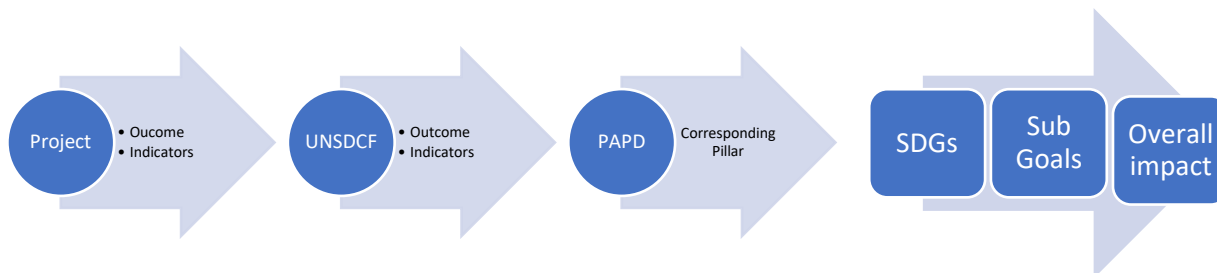 Project
• Oucome
• Indicators
UNSDCF
• Outcome
• Indicators
PAPD
Corresponding
Pillar
SDGs
Sub
Goals
Overall
impact